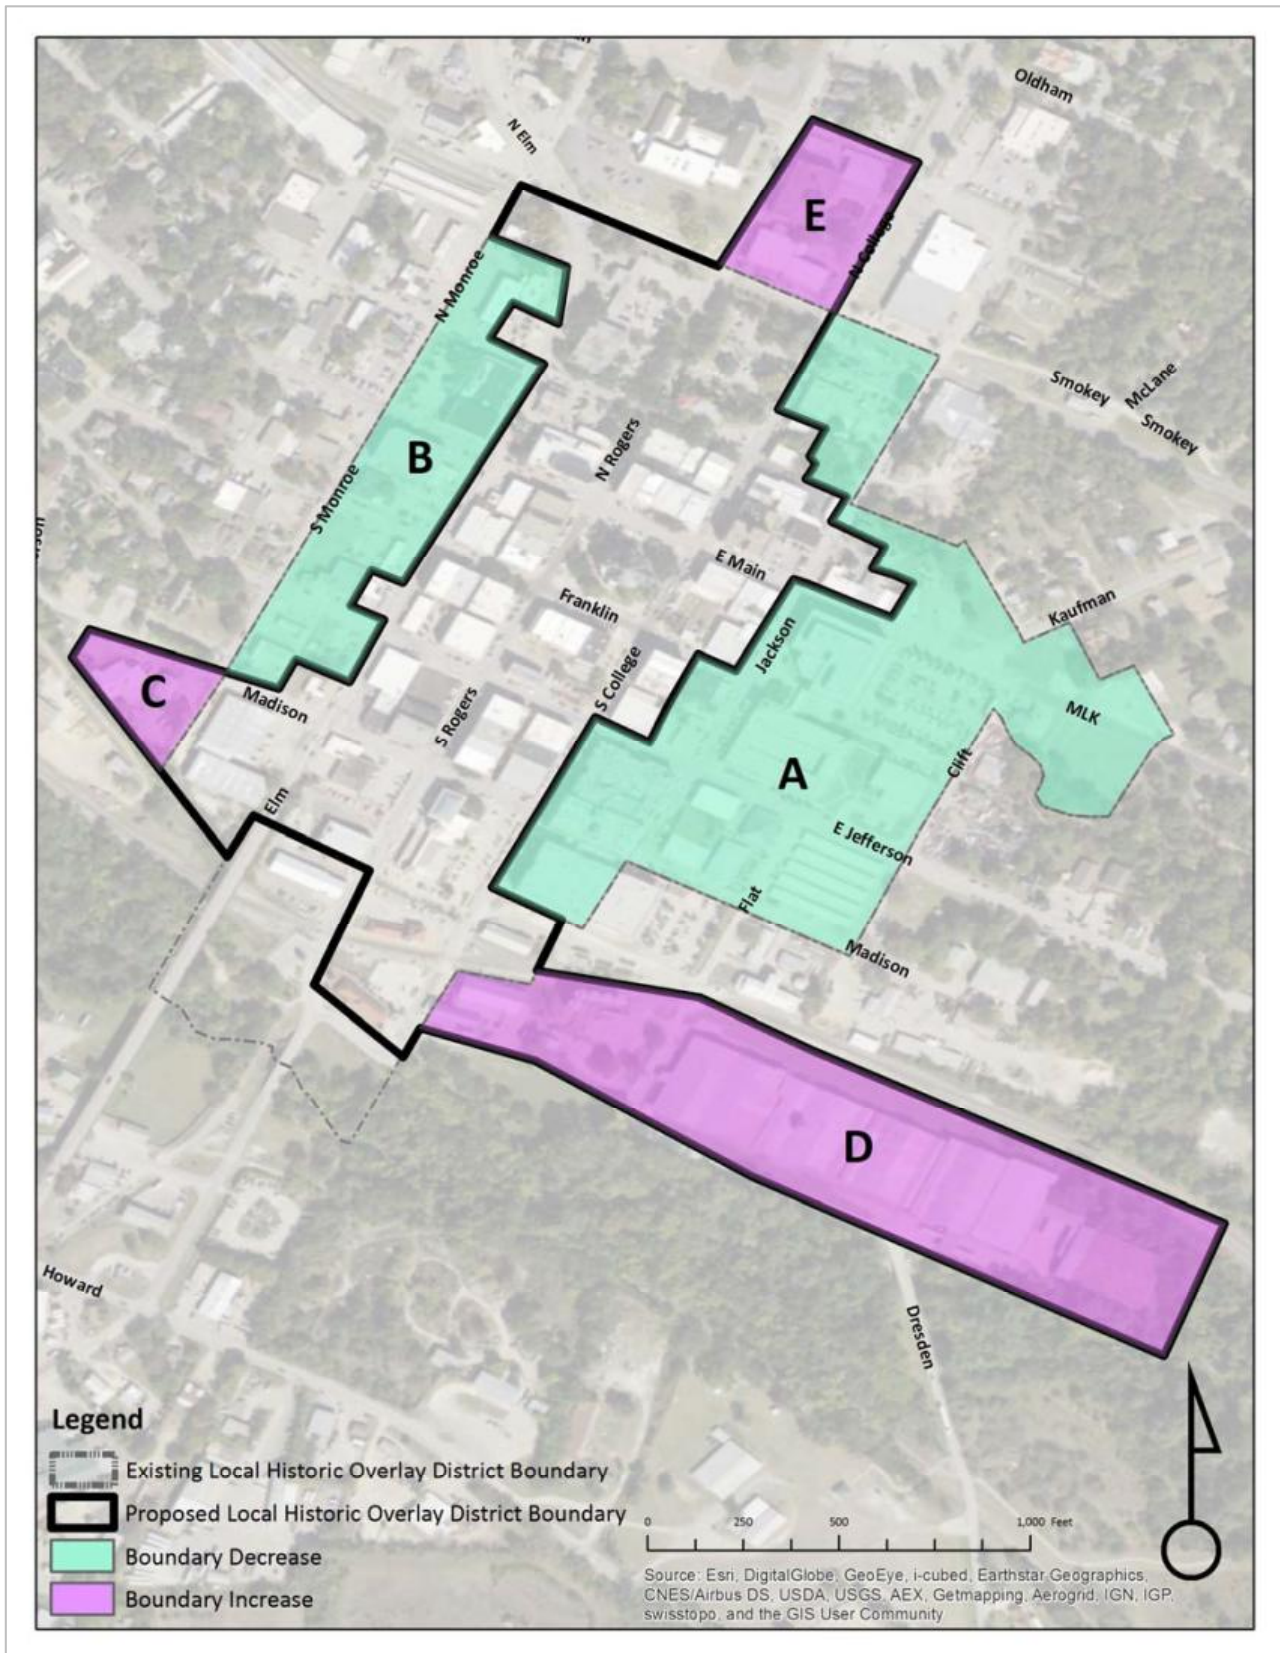 Oldham
N Elm
E
N College
N Monroe
Smokey
McLane
Smokey
N Rogers
B
S Monroe
E Main
Franklin
Kaufman
Jackson
S College
C
Madison
S Rogers
MLK
Clift
A
Elm
E Jefferson
Flat
Madison
D
Howard
Dresden
Legend
Existing Local Historic Overlay District Boundary
Proposed Local Historic Overlay District Boundary
Boundary Decrease
Boundary Increase
0 250 500 1,000 Feet
Source: Esri, DigitalGlobe, GeoEye, i-cubed, Earthstar Geographics,
CNES/Airbus DS, USDA, USGS, AEX, Getmapping, Aerogrid, IGN, IGP,
swisstopo, and the GIS User Community